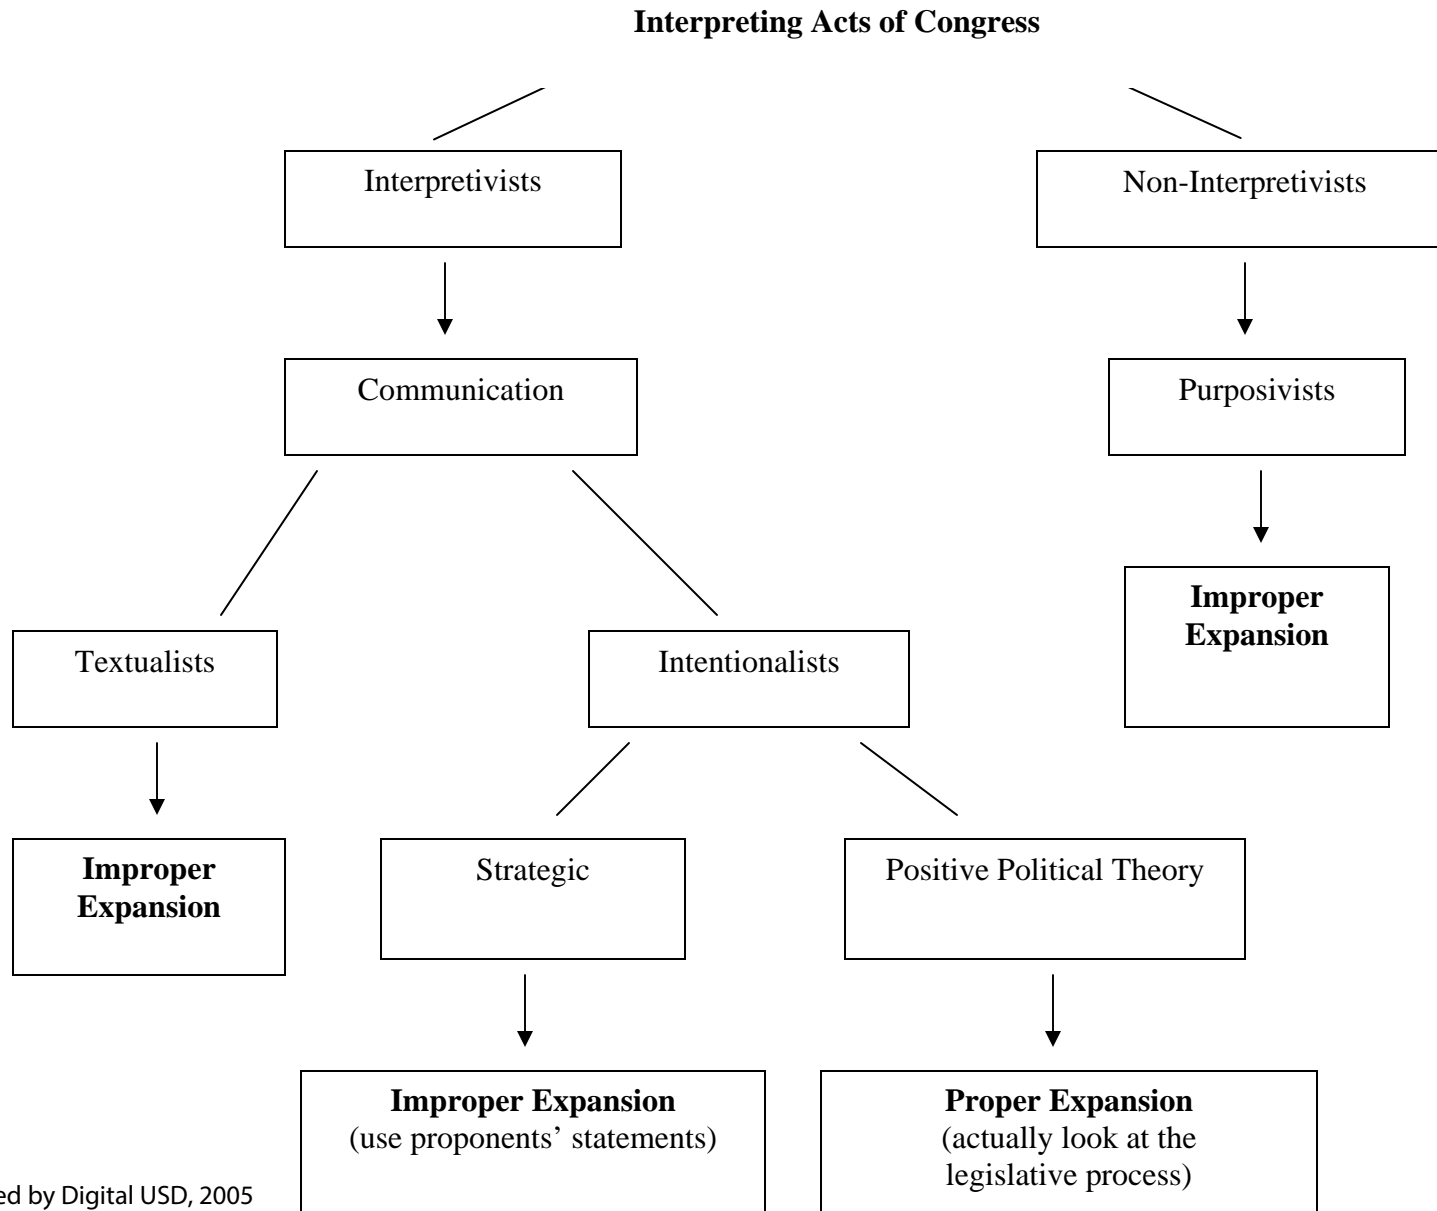 Interpreting Acts of Congress
Interpretivists
Non-Interpretivists
Communication
Purposivists
Improper
Expansion
Textualists
Intentionalists
Improper
Expansion
Strategic
Positive Political Theory
Improper Expansion
(use proponents’ statements)
Proper Expansion
(actually look at the
legislative process)
ed by Digital USD, 2005